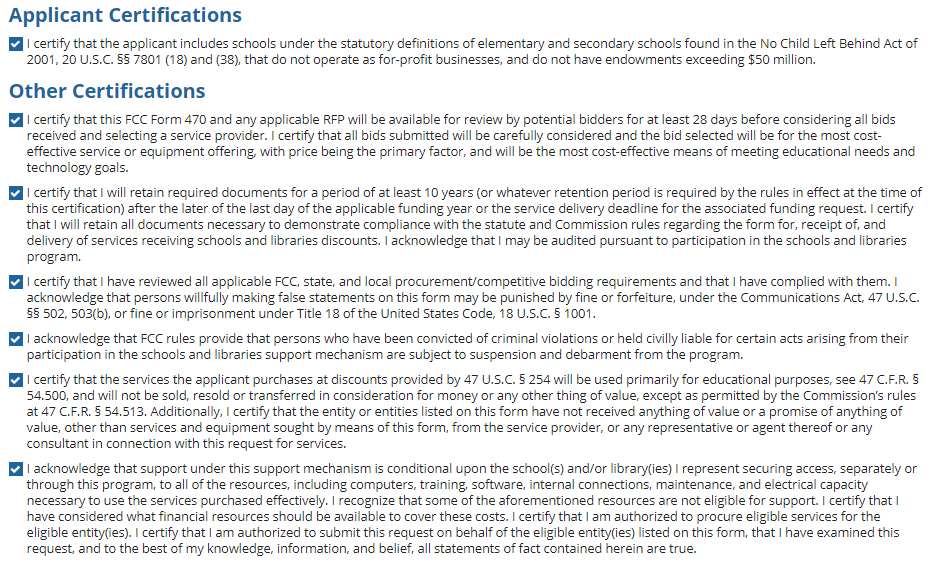 Applicant Certifications
I certify that the applicant includes schools under the statutory definitions of elementary and secondary schools found in the No Child Left Behind Act of
2001, 20 U.S.C. §§ 7801 (18) and (38), that do not operate as for-profit businesses, and do not have endowments exceeding $50 million.
Other Certifications
I certify that this FCC Form 470 and any applicable RFP will be available for review by potential bidders for at least 28 days before considering all bids
received and selecting a service provider. I certify that all bids submitted will be carefully considered and the bid selected will be for the most cost-
effective service or equipment offering, with price being the primary factor, and will be the most cost-effective means of meeting educational needs and
technology goals.
I certify that I will retain required documents for a period of at least 10 years (or whatever retention period is required by the rules in effect at the time of
this certification) after the later of the last day of the applicable funding year or the service delivery deadline for the associated funding request. I certify
that I will retain all documents necessary to demonstrate compliance with the statute and Commission rules regarding the form for, receipt of, and
delivery of services receiving schools and libraries discounts. I acknowledge that I may be audited pursuant to participation in the schools and libraries
program.
I certify that I have reviewed all applicable FCC, state, and local procurement/competitive bidding requirements and that I have complied with them. I
acknowledge that persons willfully making false statements on this form may be punished by fine or forfeiture, under the Communications Act, 47 U.S.C.
§§ 502, 503(b), or fine or imprisonment under Title 18 of the United States Code, 18 U.S.C. § 1001.
I acknowledge that FCC rules provide that persons who have been convicted of criminal violations or held civilly liable for certain acts arising from their
participation in the schools and libraries support mechanism are subject to suspension and debarment from the program.
I certify that the services the applicant purchases at discounts provided by 47 U.S.C. § 254 will be used primarily for educational purposes, see 47 C.F.R. §
54.500, and will not be sold, resold or transferred in consideration for money or any other thing of value, except as permitted by the Commission's rules
at 47 C.F.R. § 54.513. Additionally, I certify that the entity or entities listed on this form have not received anything of value or a promise of anything of
value, other than services and equipment sought by means of this form, from the service provider, or any representative or agent thereof or any
consultant in connection with this request for services.
I acknowledge that support under this support mechanism is conditional upon the school(s) and/or library(ies) I represent securing access, separately or
through this program, to all of the resources, including computers, training, software, internal connections, maintenance, and electrical capacity
necessary to use the services purchased effectively. I recognize that some of the aforementioned resources are not eligible for support. I certify that I
have considered what financial resources should be available to cover these costs. I certify that I am authorized to procure eligible services for the
eligible entity(ies). I certify that I am authorized to submit this request on behalf of the eligible entity(ies) listed on this form, that I have examined this
request, and to the best of my knowledge, information, and belief, all statements of fact contained herein are true.